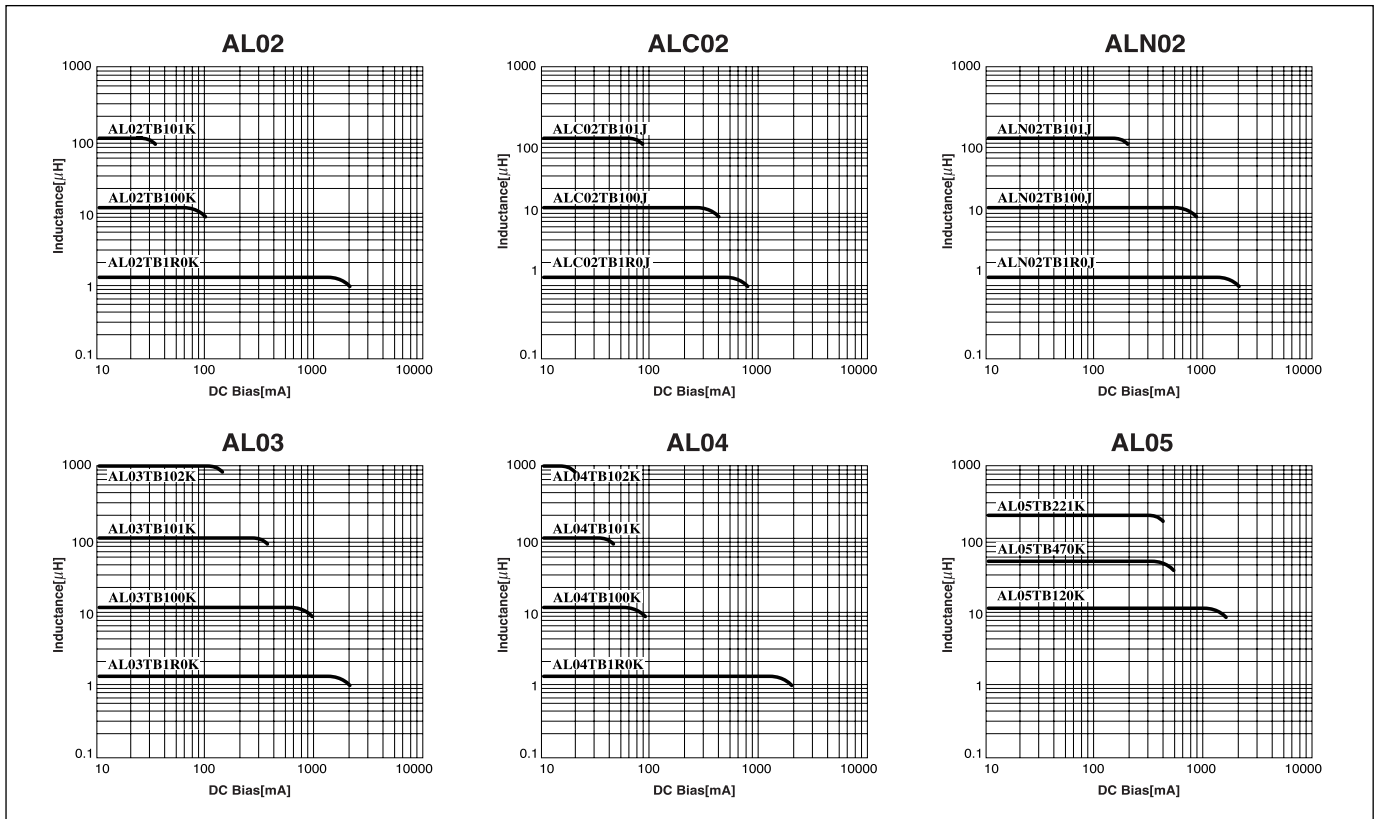 AL02
1000
100
10
1
0.1
Inductance[μH]
AL02TB101K
AL02TB100K
AL02TB1R0K
10 100 1000 10000
DC Bias[mA]
ALC02
1000
100
10
1
0.1
Inductance[μH]
ALC02TB101J
ALC02TB100J
ALC02TB1R0J
10 100 1000 10000
DC Bias[mA]
ALN02
1000
100
10
1
0.1
Inductance[μH]
ALN02TB101J
ALN02TB100J
ALN02TB1R0J
10 100 1000 10000
DC Bias[mA]
AL03
1000
100
10
1
0.1
Inductance[μH]
AL03TB102K
AL03TB101K
AL03TB100K
AL03TB1R0K
10 100 1000 10000
DC Bias[mA]
AL04
1000
100
10
1
0.1
Inductance[μH]
AL04TB102K
AL04TB101K
AL04TB100K
AL04TB1R0K
10 100 1000 10000
DC Bias[mA]
AL05
1000
100
10
1
0.1
Inductance[μH]
AL05TB221K
AL05TB470K
AL05TB120K
10 100 1000 10000
DC Bias[mA]